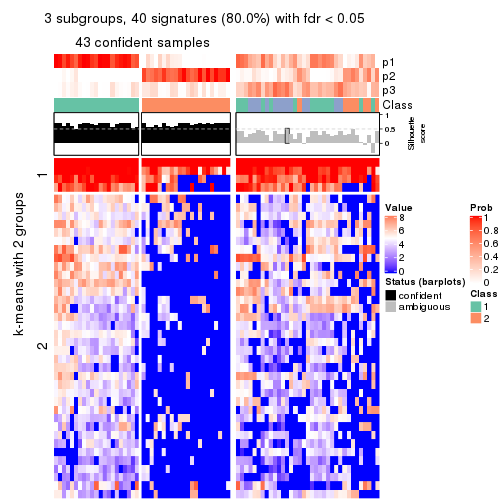 3 subgroups, 40 signatures (80.0%) with fdr < 0.05
43 confident samples
p1
p2
p3
Class
1
0.5
0
Silhouette
score
k-means with 2 groups
1
2
Value
8
6
4
2
0
Status (barplots)
confident
ambiguous
Prob
1
0.8
0.6
0.4
0.2
0
Class
1
2